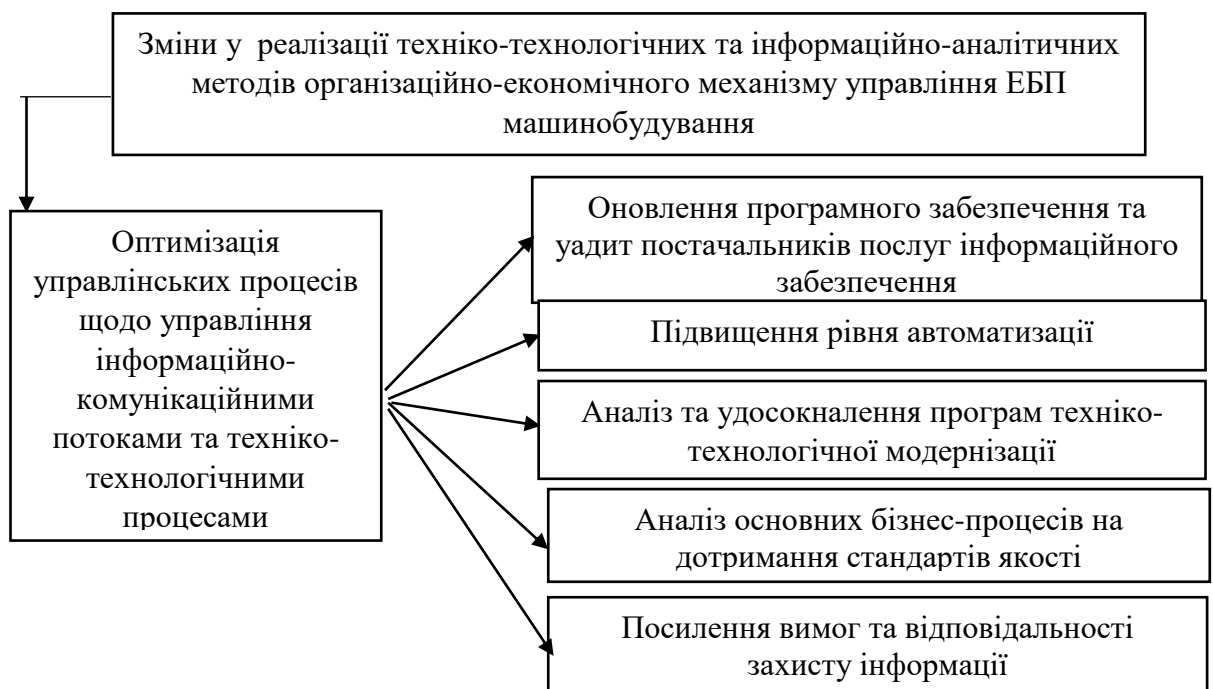 Зміни у реалізації техніко-технологічних та інформаційно-аналітичних
методів організаційно-економічного механізму управління ЕБП
машинобудування
Оптимізація
управлінських процесів
щодо управління
інформаційно-
комунікаційними
потоками та техніко-
технологічними
процесами
Оновлення програмного забезпечення та
уадит постачальників послуг інформаційного
забезпечення
Підвищення рівня автоматизації
Аналіз та удосокналення програм техніко-
технологічної модернізації
Аналіз основних бізнес-процесів на
дотримання стандартів якості
Посилення вимог та відповідальності
захисту інформації